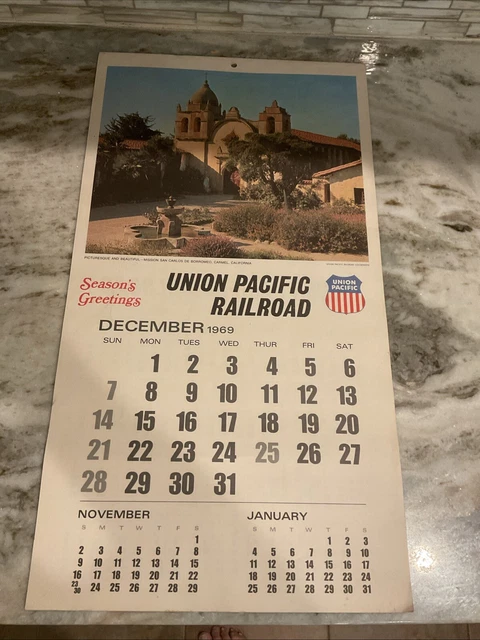 PICTURESQUE AND BEAUTIFUL - MISSION SAN CARLOS DE BORROMEO, CARMEL, CALIFORNIA
Season's
Greetings
UNION PACIFIC
RAILROAD
UNION
PACIFIC
DECEMBER 1969
SUN MON TUES WED THUR FRI SAT
1 2 3 4 5 6
7 8 9 10 11 12 13
14 15 16 17 18 19 20
21 22 23 24 25 26 27
28 29 30 31
NOVEMBER
S M T W T F S
1
2 3 4 5 6 7 8
9 10 11 12 13 14 15
16 17 18 19 20 21 22
23 24 25 26 27 28 29
30
JANUARY
S M T W T F S
1 2 3
4 5 6 7 8 9 10
11 12 13 14 15 16 17
18 19 20 21 22 23 24
25 26 27 28 29 30 31